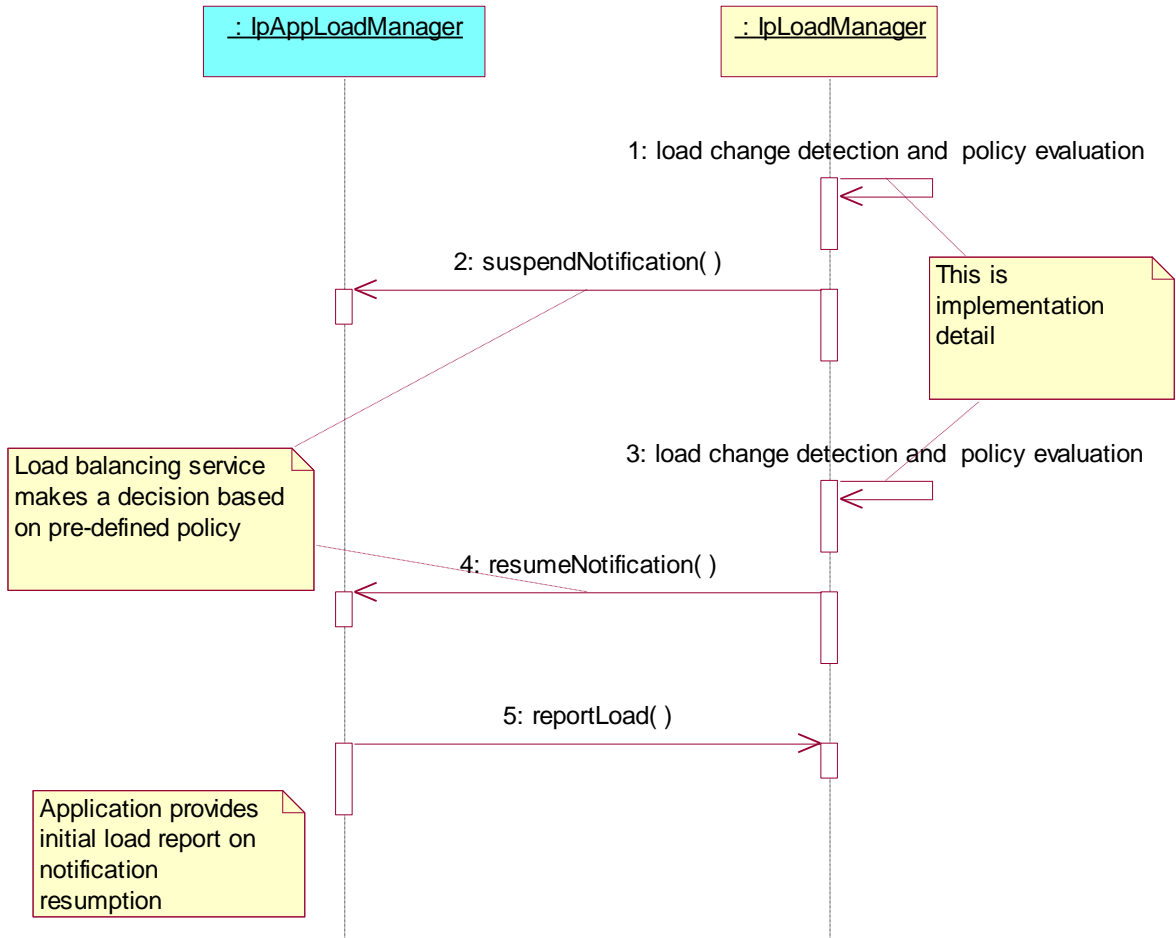 : IpAppLoadManager
: IpLoadManager
1: load change detection and policy evaluation
2: suspendNotification( )
This is
implementation
detail
Load balancing service
makes a decision based
on pre-defined policy
3: load change detection and policy evaluation
4: resumeNotification( )
5: reportLoad( )
Application provides
initial load report on
notification
resumption